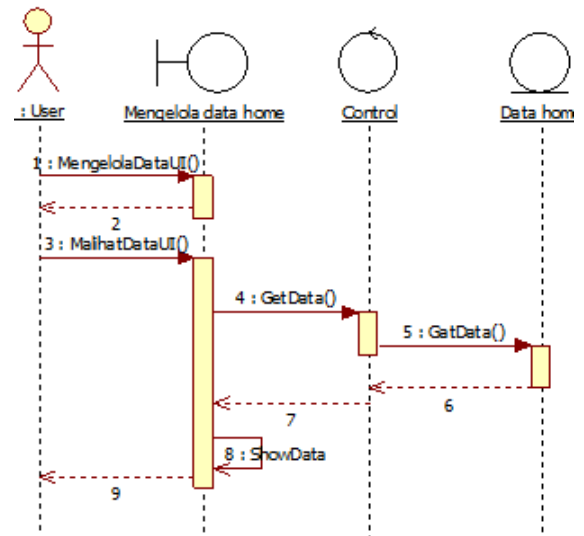 : User
Mengelola data home
Control
Data home
1 : MengelolaDataUI()
2
3 : MalihatDataUI()
4 : GetData()
5 : GatData()
6
7
8 : ShowData
9